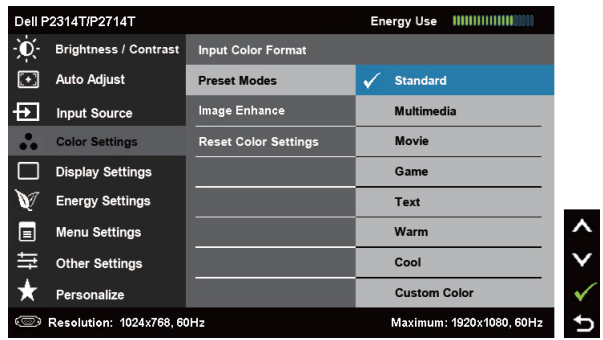 Dell P2314T/P2714T Energy Use
Brightness / Contrast Input Color Format
Auto Adjust Preset Modes Standard
Input Source Image Enhance Multimedia
Color Settings Reset Color Settings Movie
Display Settings Game
Energy Settings Text
Menu Settings Warm
Other Settings Cool
Personalize Custom Color
Resolution: 1024x768, 60Hz Maximum: 1920x1080, 60Hz